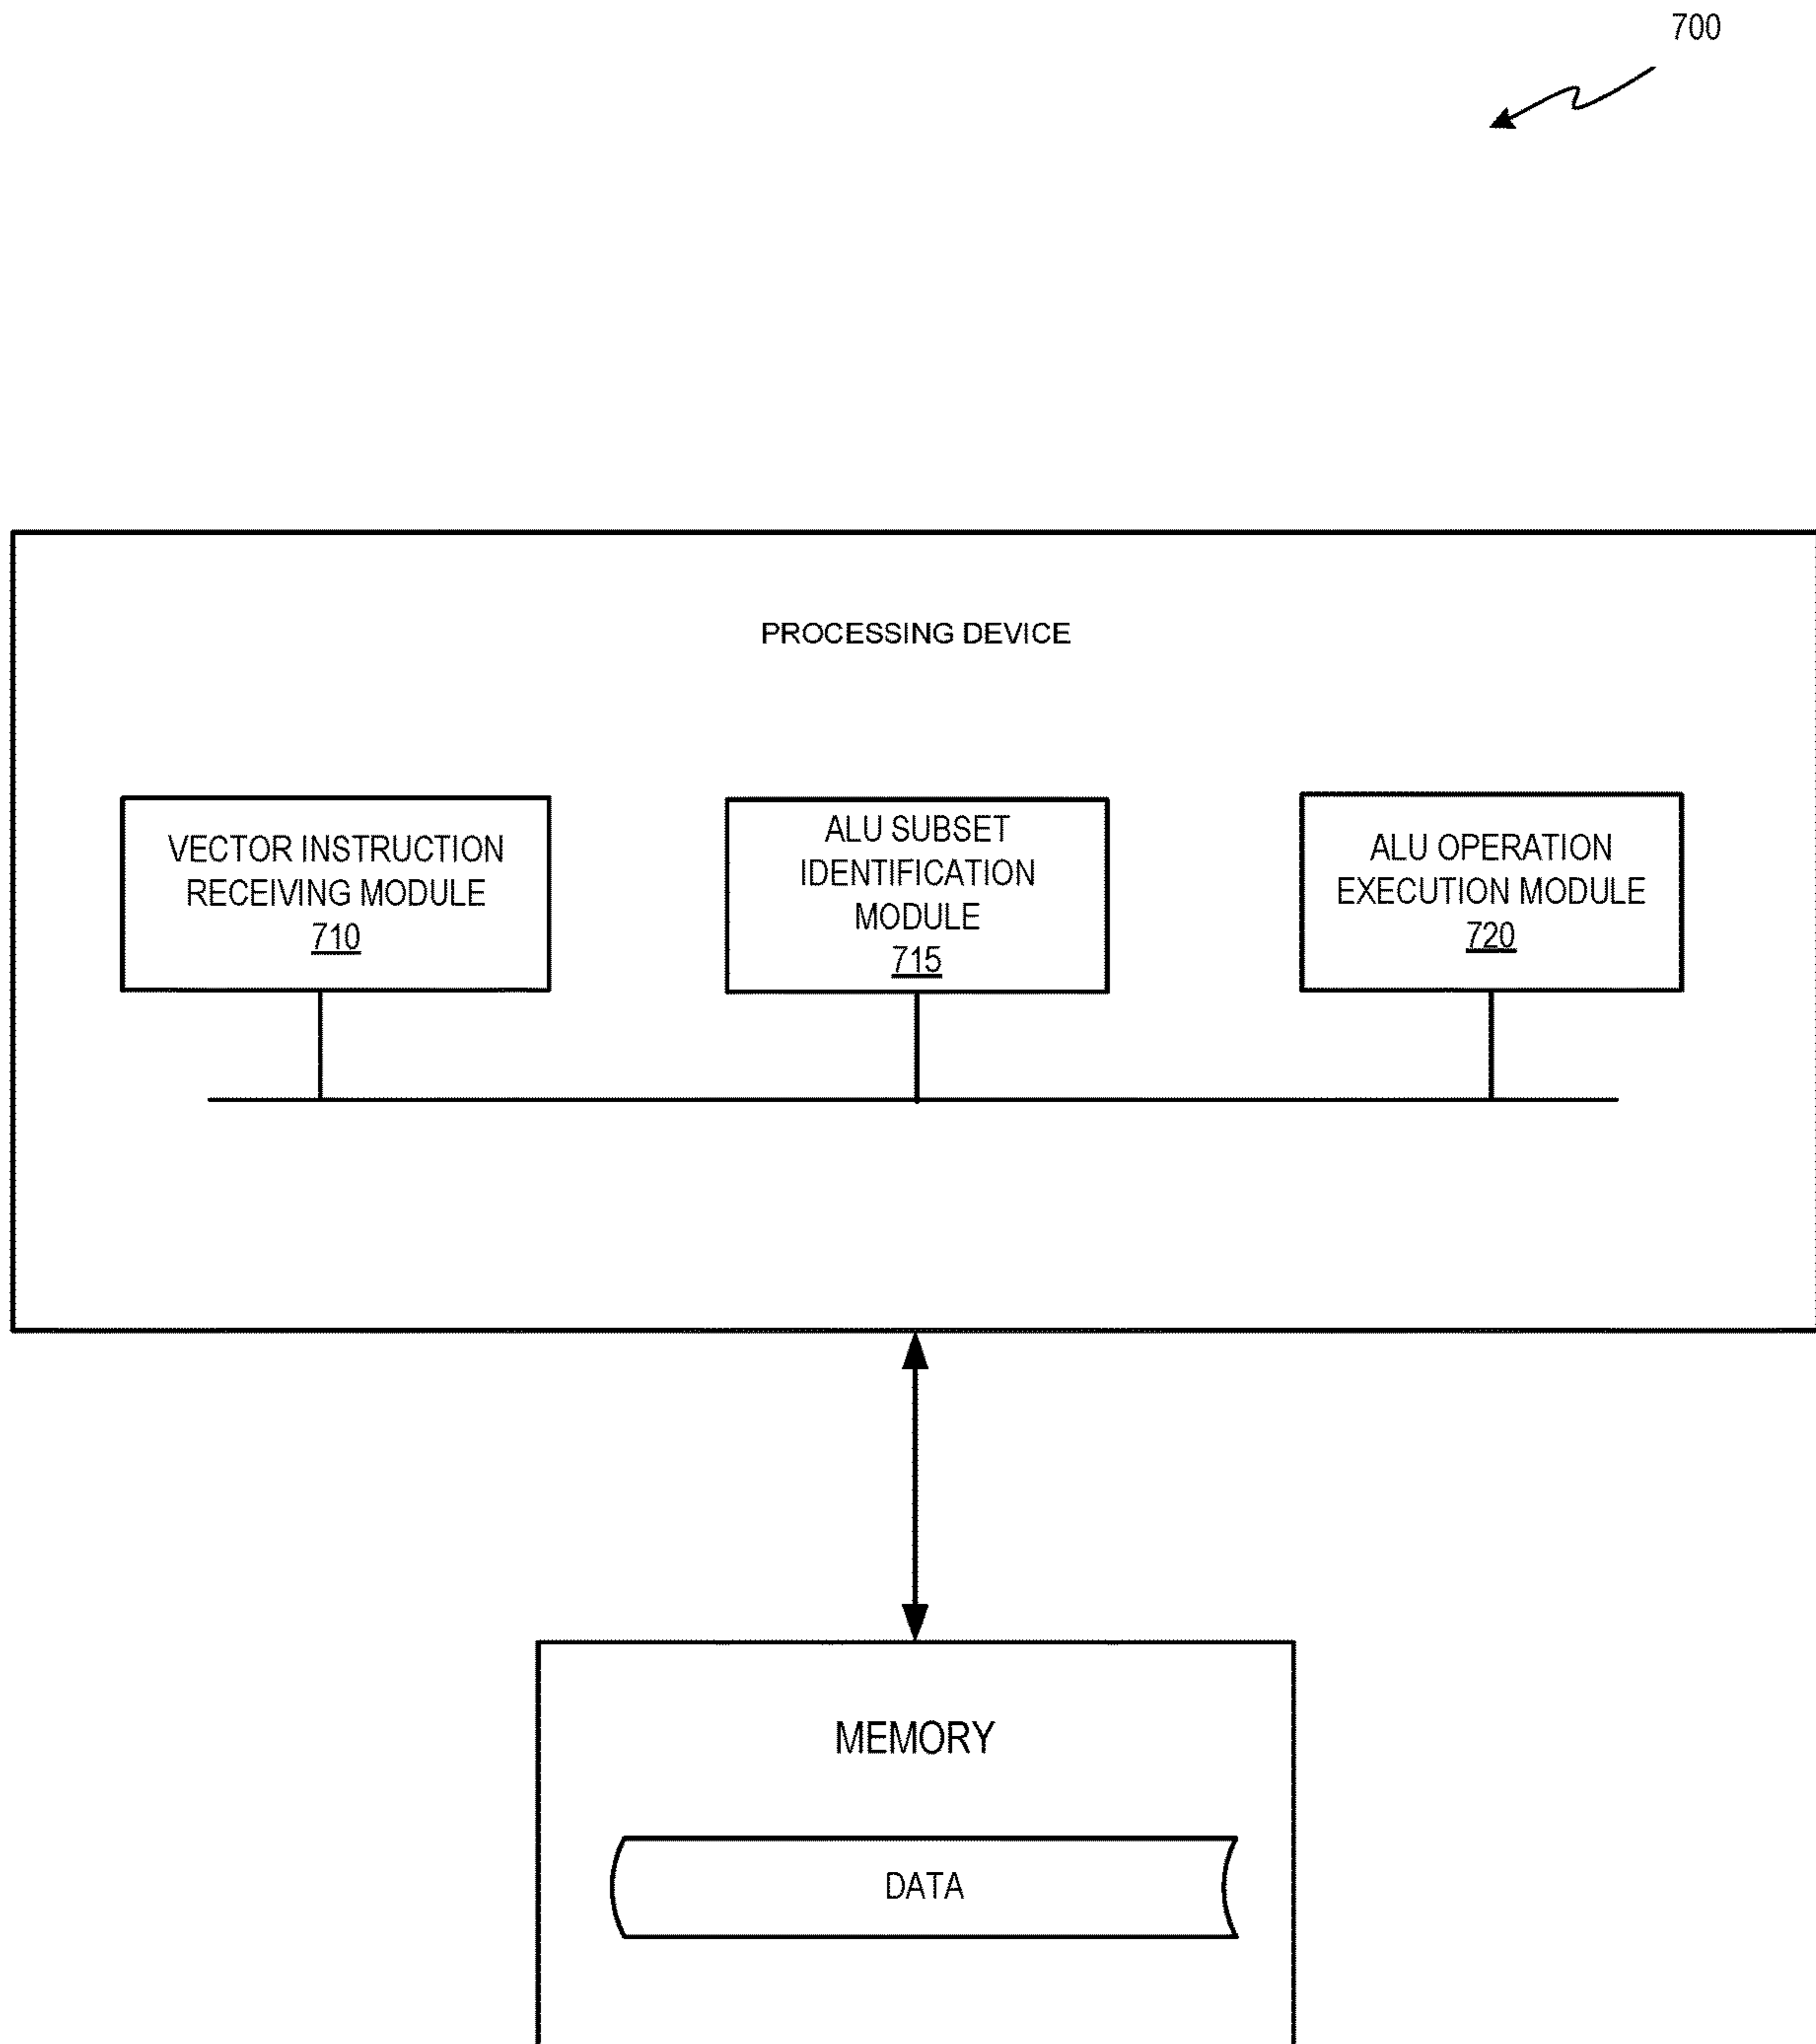 700
PROCESSING DEVICE
VECTOR INSTRUCTION
RECEIVING MODULE
710
ALU SUBSET
IDENTIFICATION
MODULE
715
ALU OPERATION
EXECUTION MODULE
720
MEMORY
DATA